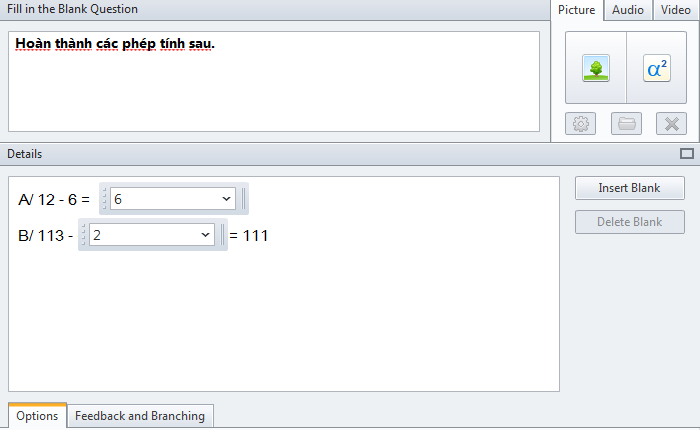 Fill in the Blank Question
Picture Audio Video
Hoàn thành các phép tính sau.
α²
Details
A/ 12 - 6 = 6
B/ 113 - 2 = 111
Insert Blank
Delete Blank
Options Feedback and Branching